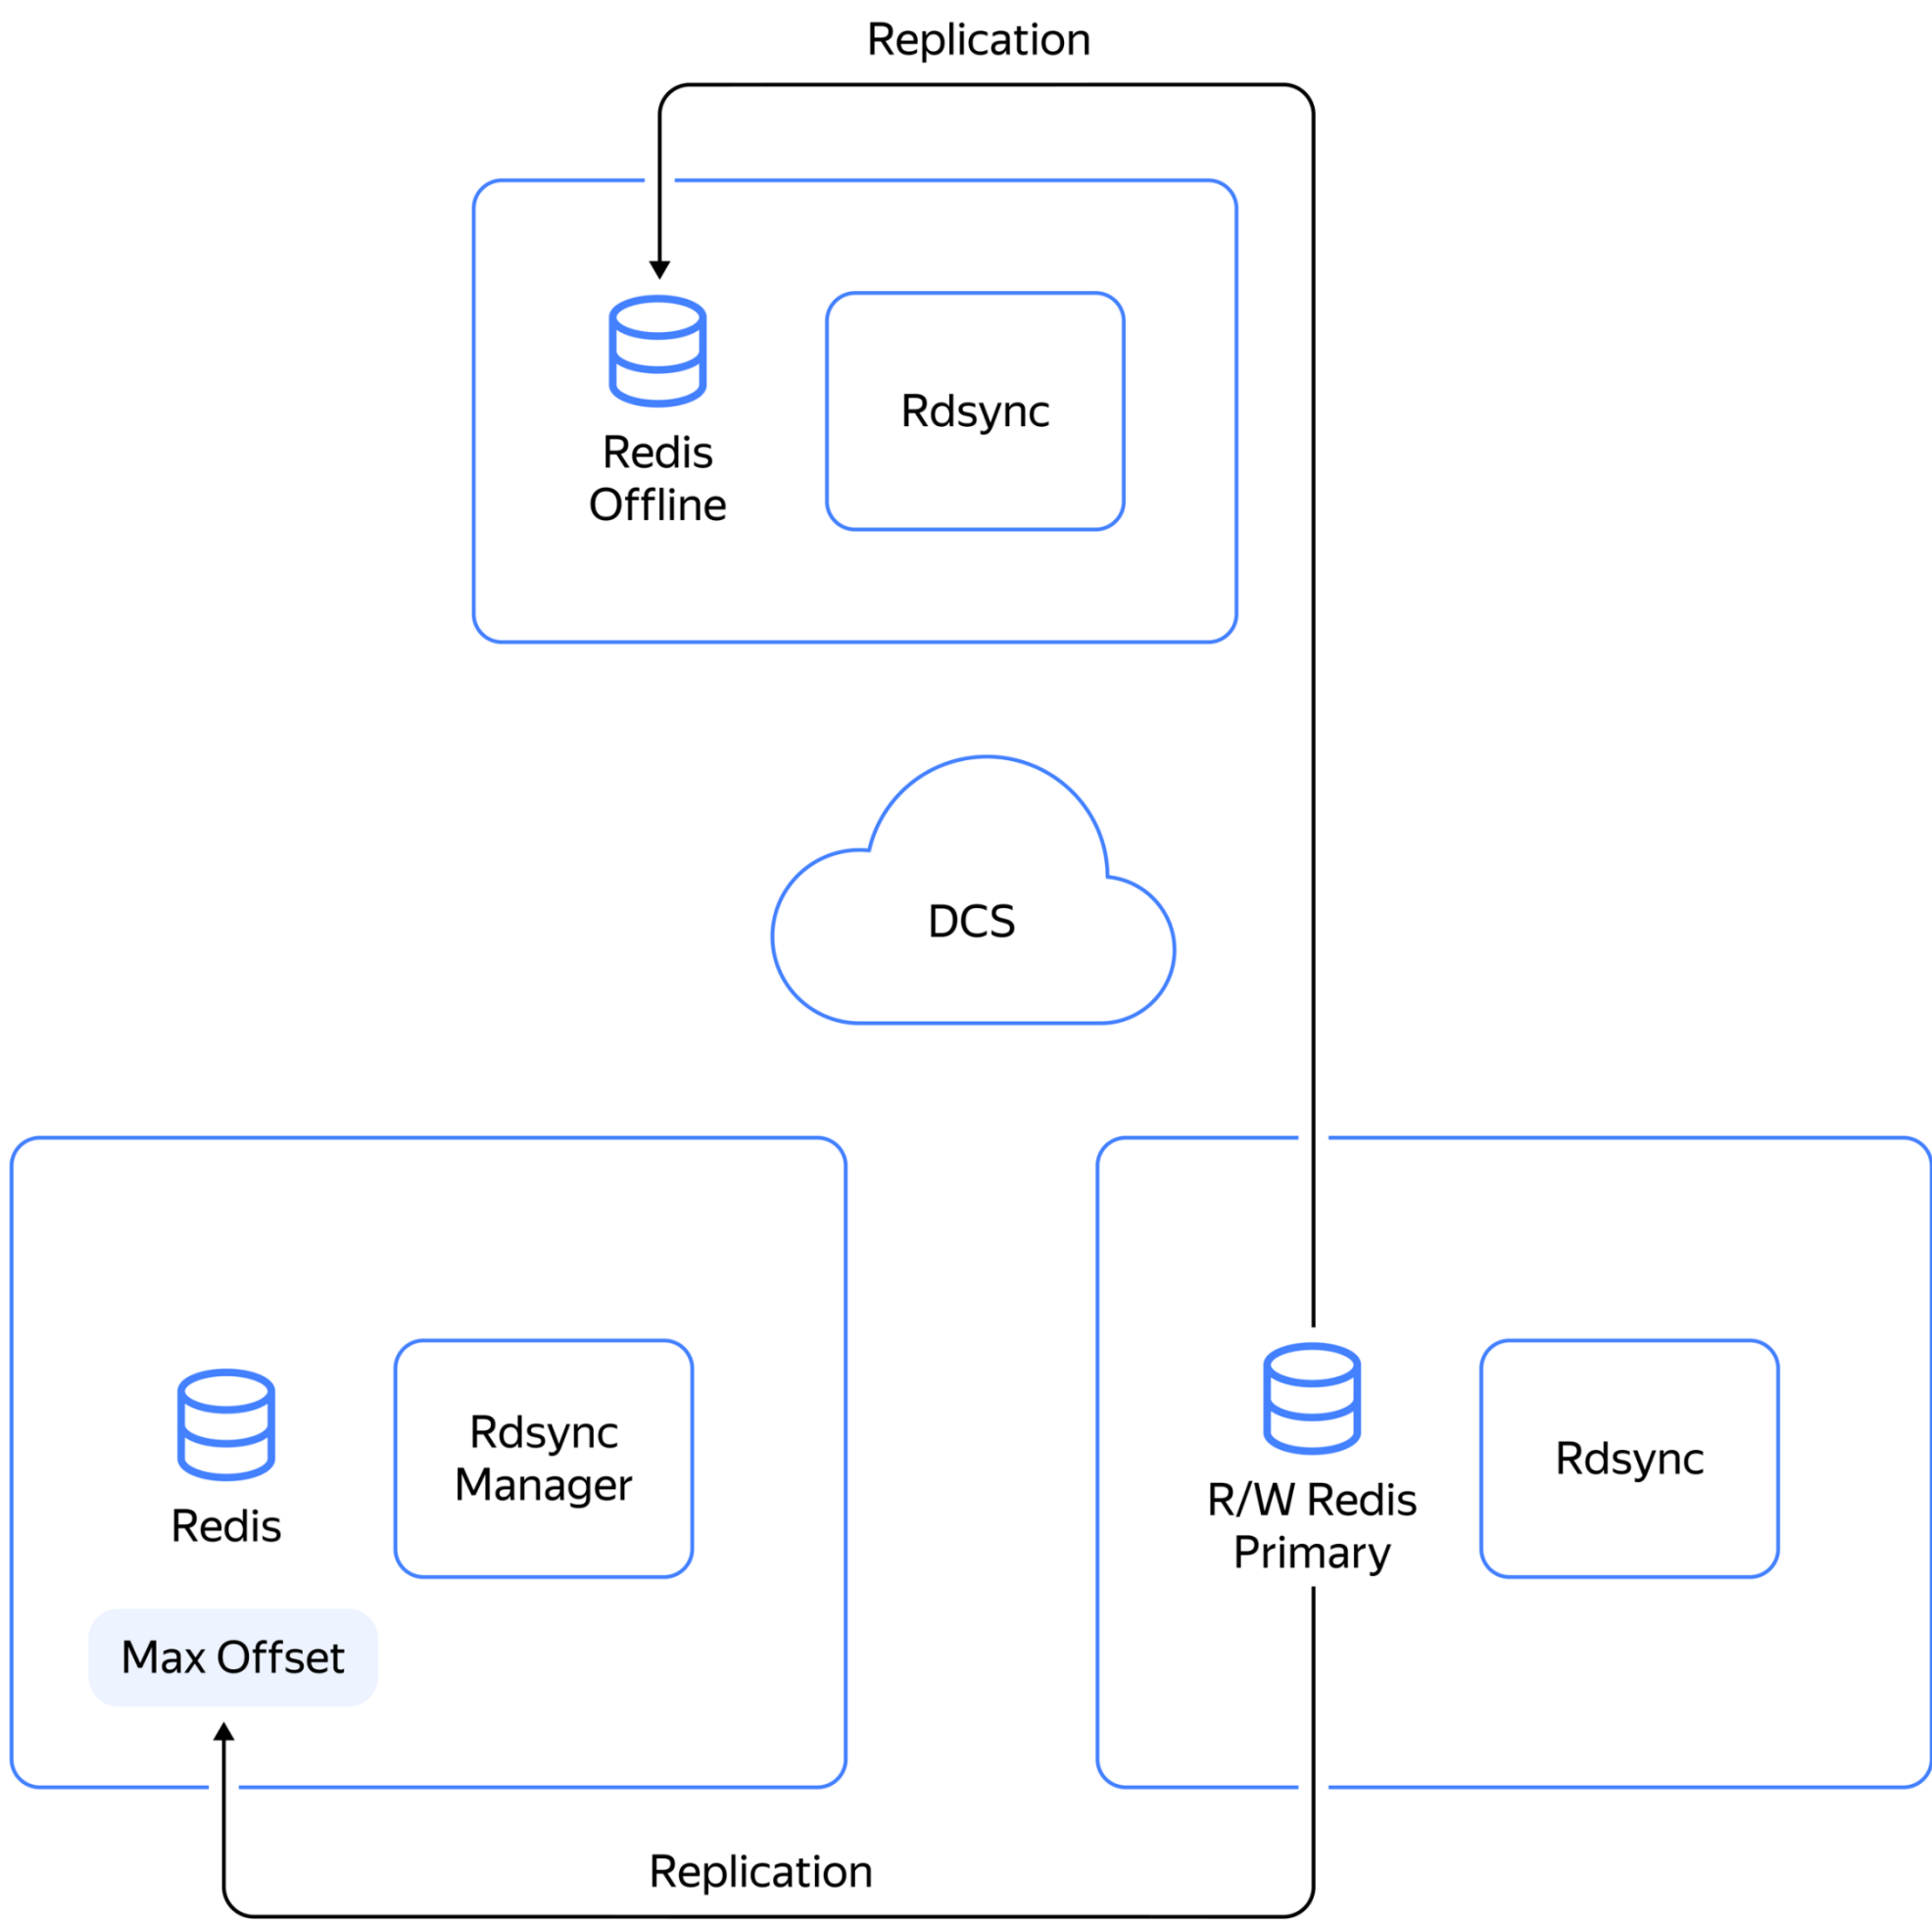 Replication
Rdsync
Redis
Offline
DCS
Redis
Rdsync
Manager
Max Offset
R/W Redis
Primary
Rdsync
Replication